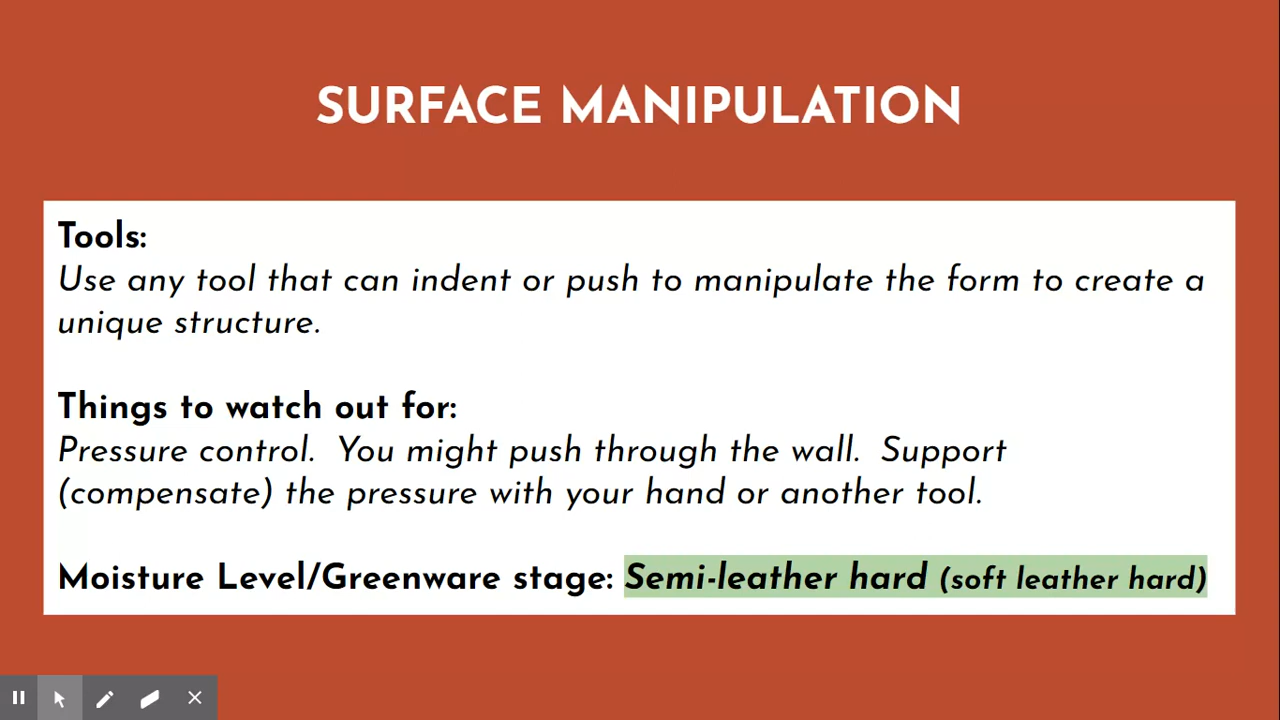 SURFACE MANIPULATION
Tools:
Use any tool that can indent or push to manipulate the form to create a
unique structure.
Things to watch out for:
Pressure control.  You might push through the wall.  Support
(compensate) the pressure with your hand or another tool.
Moisture Level/Greenware stage: Semi-leather hard (soft leather hard)